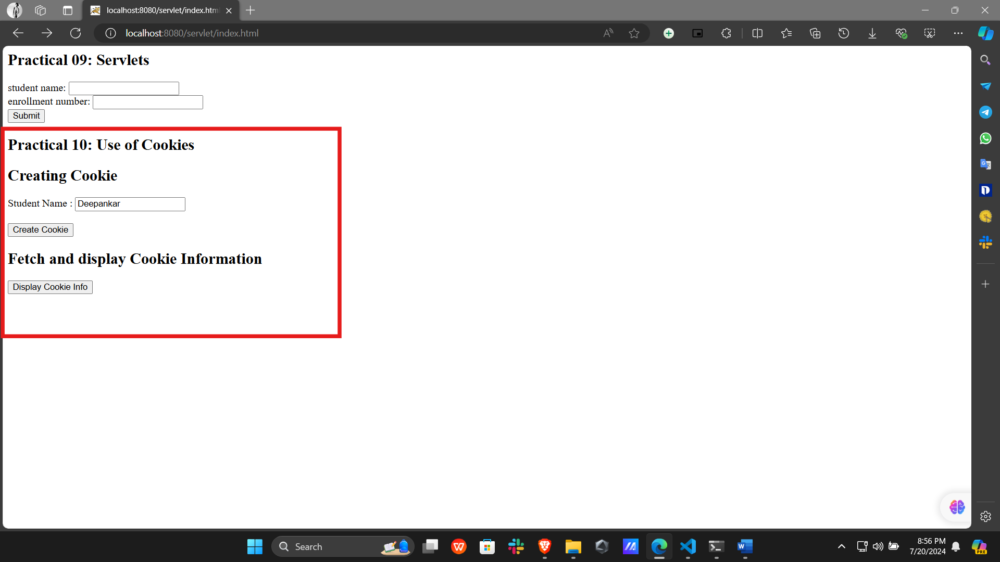 localhost:8080/servlet/index.htm
localhost:8080/servlet/index.html
Practical 09: Servlets
student name:
enrollment number:
Submit
Practical 10: Use of Cookies
Creating Cookie
Student Name : Deepankar
Create Cookie
Fetch and display Cookie Information
Display Cookie Info
Search
8:56 PM
7/20/2024
PRE